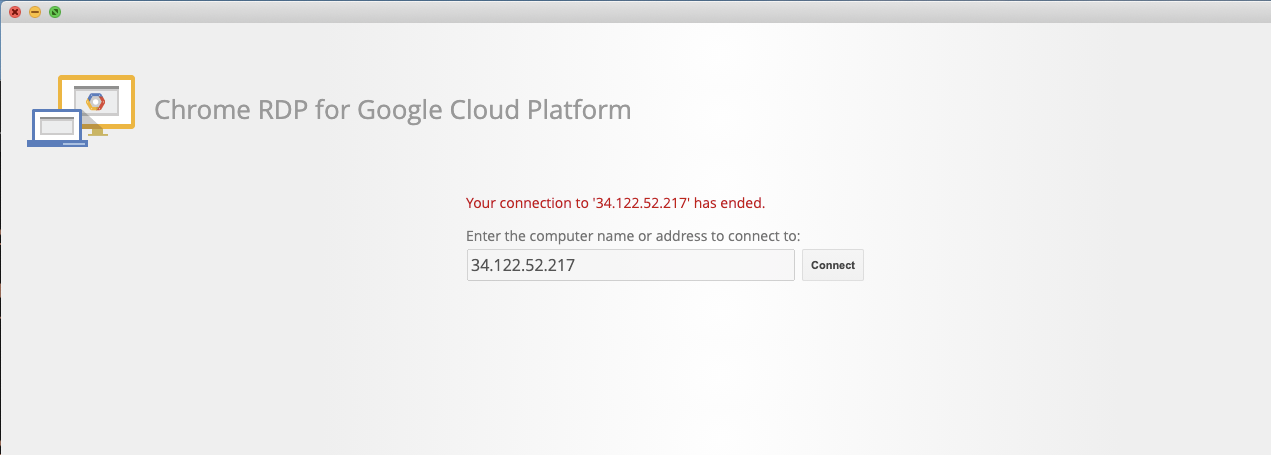 Chrome RDP for Google Cloud Platform
Your connection to '34.122.52.217' has ended.
Enter the computer name or address to connect to:
34.122.52.217 Connect